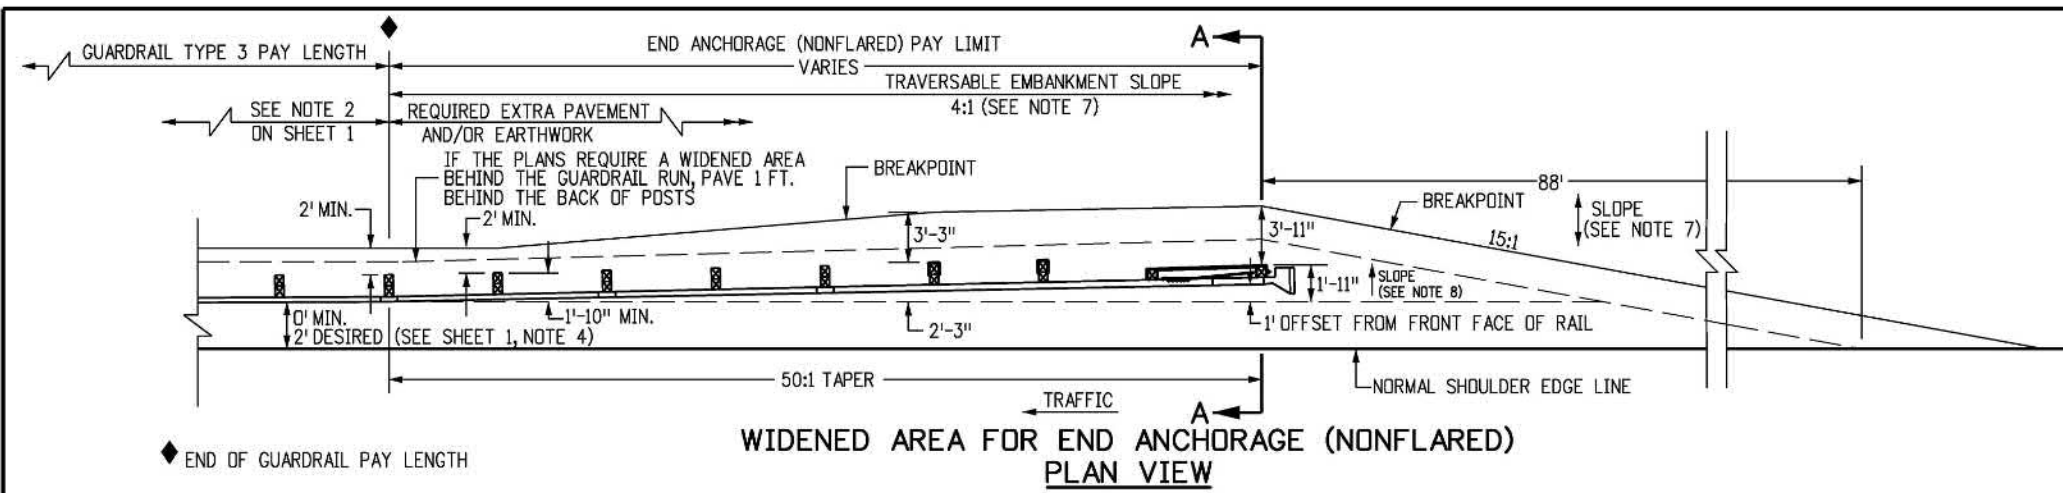 GUARDRAIL TYPE 3 PAY LENGTH
END ANCHORAGE (NONFLARED) PAY LIMIT
VARIES
A
TRAVERSABLE EMBANKMENT SLOPE
4:1 (SEE NOTE 7)
SEE NOTE 2
ON SHEET 1
REQUIRED EXTRA PAVEMENT
AND/OR EARTHWORK
IF THE PLANS REQUIRE A WIDENED AREA
BEHIND THE GUARDRAIL RUN, PAVE 1 FT.
BEHIND THE BACK OF POSTS
BREAKPOINT
88'
BREAKPOINT
SLOPE
(SEE NOTE 7)
2' MIN.
2' MIN.
3'-3"
3'-11"
15:1
1'-11"
SLOPE
(SEE NOTE 8)
0' MIN.
2' DESIRED (SEE SHEET 1, NOTE 4)
1'-10" MIN.
2'-3"
1' OFFSET FROM FRONT FACE OF RAIL
50:1 TAPER
NORMAL SHOULDER EDGE LINE
TRAFFIC
A
WIDENED AREA FOR END ANCHORAGE (NONFLARED)
PLAN VIEW
END OF GUARDRAIL PAY LENGTH